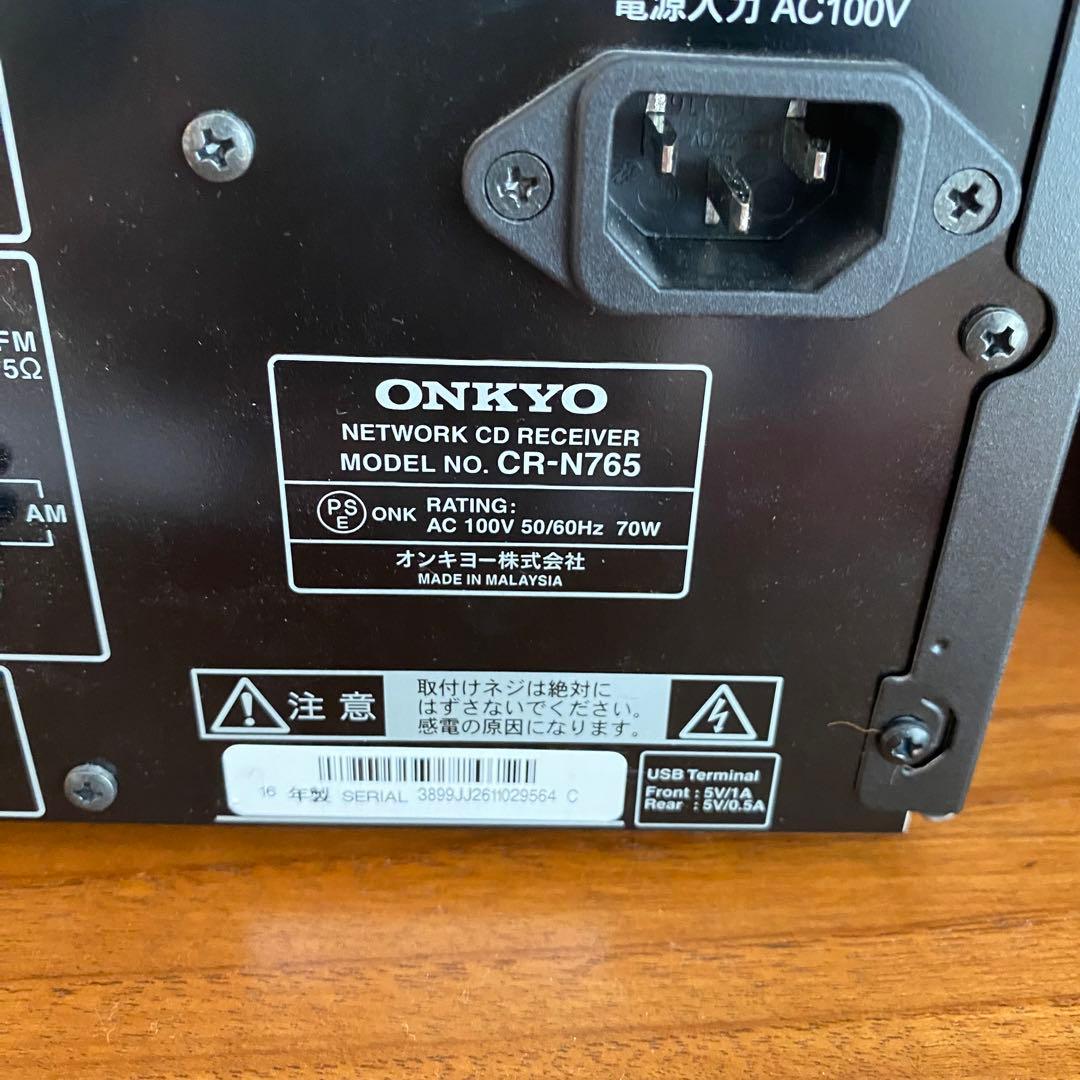 電源入力 AC100V
FM
5Ω
AM
ONKYO
NETWORK CD RECEIVER
MODEL NO. CR-N765
PS
E
ONK
RATING:
AC 100V 50/60Hz 70W
オンキヨー株式会社
MADE IN MALAYSIA
注意
取付けネジは絶対に
はずさないでください。
感電の原因になります。
16 年製 SERIAL 3899JJ2611029564 C
USB Terminal
Front : 5V/1A
Rear : 5V/0.5A